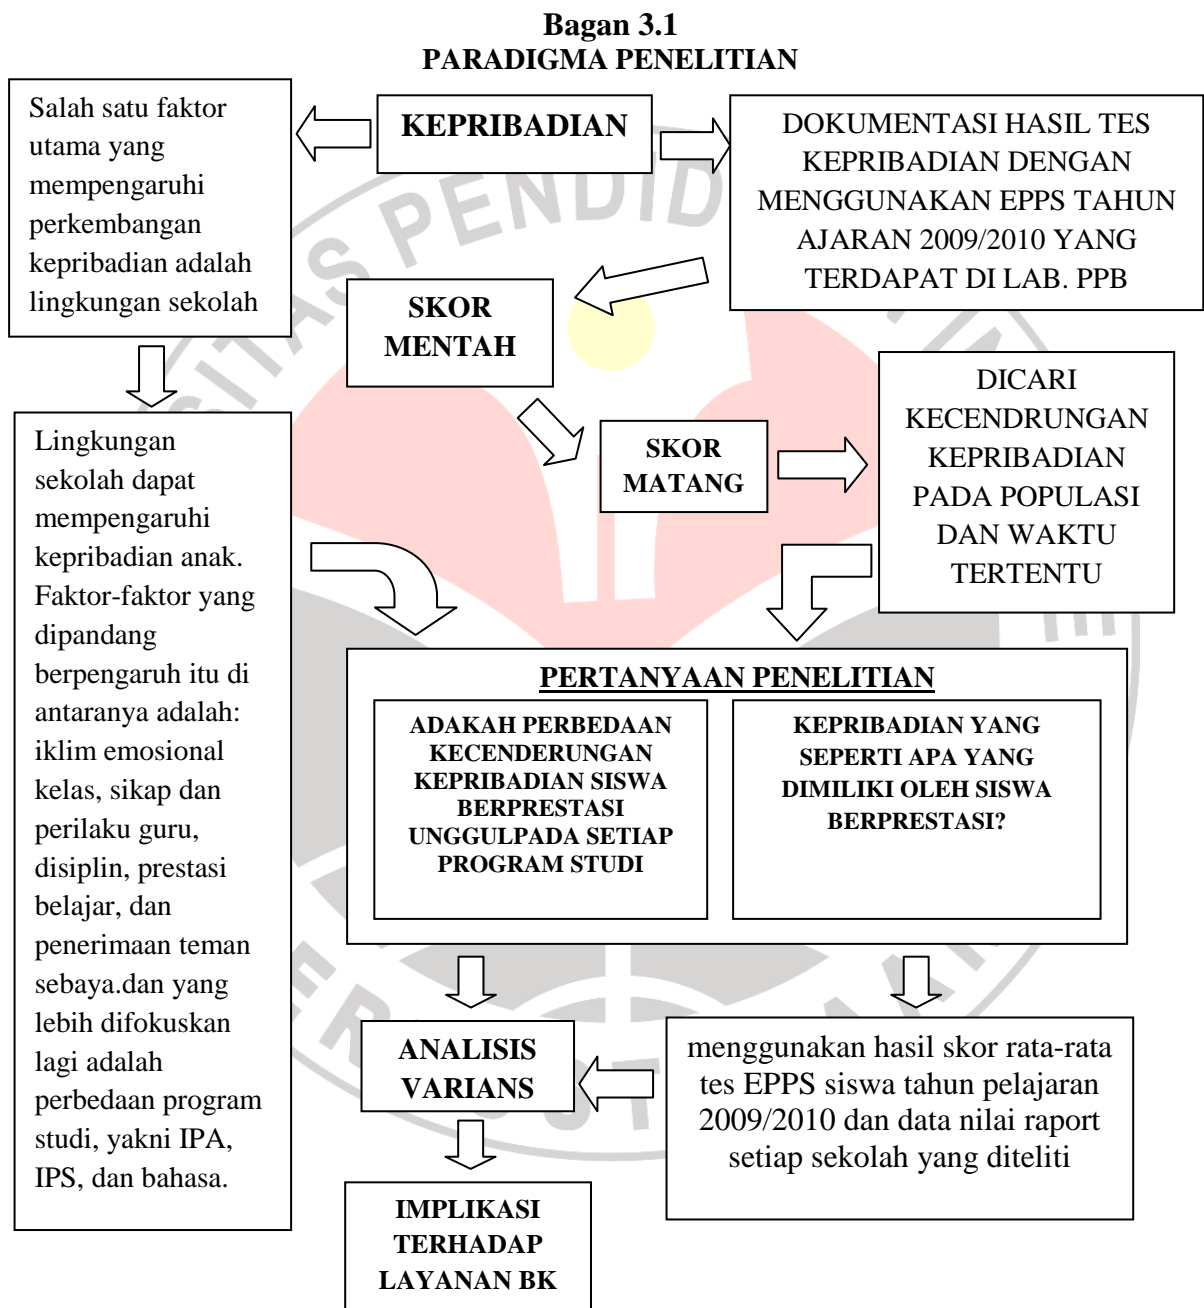 Bagan 3.1
PARADIGMA PENELITIAN
Salah satu faktor
utama yang
mempengaruhi
perkembangan
kepribadian adalah
lingkungan sekolah
KEPRIBADIAN
DOKUMENTASI HASIL TES
KEPRIBADIAN DENGAN
MENGGUNAKAN EPPS TAHUN
AJARAN 2009/2010 YANG
TERDAPAT DI LAB. PPB
SKOR
MENTAH
SKOR
MATANG
DICARI
KECENDRUNGAN
KEPRIBADIAN
PADA POPULASI
DAN WAKTU
TERTENTU
Lingkungan
sekolah dapat
mempengaruhi
kepribadian anak.
Faktor-faktor yang
dipandang
berpengaruh itu di
antaranya adalah:
iklim emosional
kelas, sikap dan
perilaku guru,
disiplin, prestasi
belajar, dan
penerimaan teman
sebaya.dan yang
lebih difokuskan
lagi adalah
perbedaan program
studi, yakni IPA,
IPS, dan bahasa.
PERTANYAAN PENELITIAN
ADAKAH PERBEDAAN
KECENDERUNGAN
KEPRIBADIAN SISWA
BERPRESTASI
UNGGULPADA SETIAP
PROGRAM STUDI
KEPRIBADIAN YANG
SEPERTI APA YANG
DIMILIKI OLEH SISWA
BERPRESTASI?
ANALISIS
VARIANS
menggunakan hasil skor rata-rata
tes EPPS siswa tahun pelajaran
2009/2010 dan data nilai raport
setiap sekolah yang diteliti
IMPLIKASI
TERHADAP
LAYANAN BK